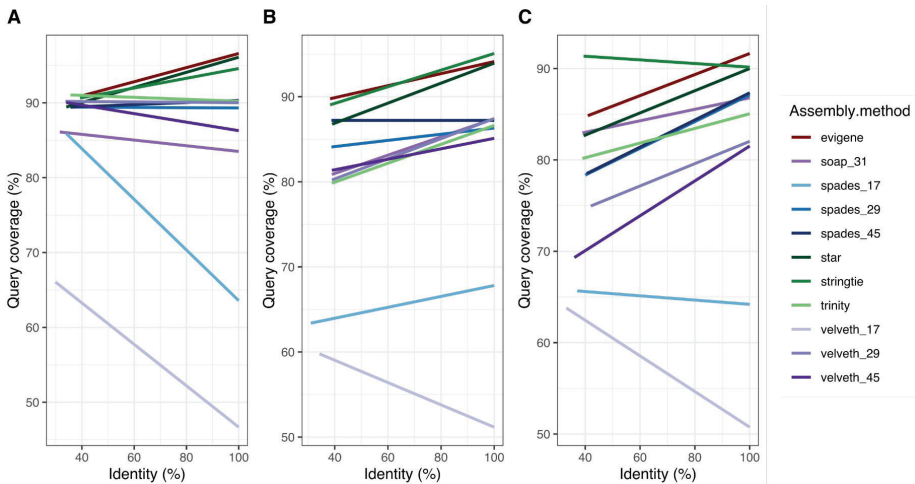 A
B
C
90
80
70
60
50
40
60
80
100
Query coverage (%)
Identity (%)
90
80
70
60
50
40
60
80
100
Query coverage (%)
Identity (%)
90
80
70
60
50
40
60
80
100
Query coverage (%)
Identity (%)
Assembly.method
evigene
soap_31
spades_17
spades_29
spades_45
star
stringtie
trinity
velveth_17
velveth_29
velveth_45